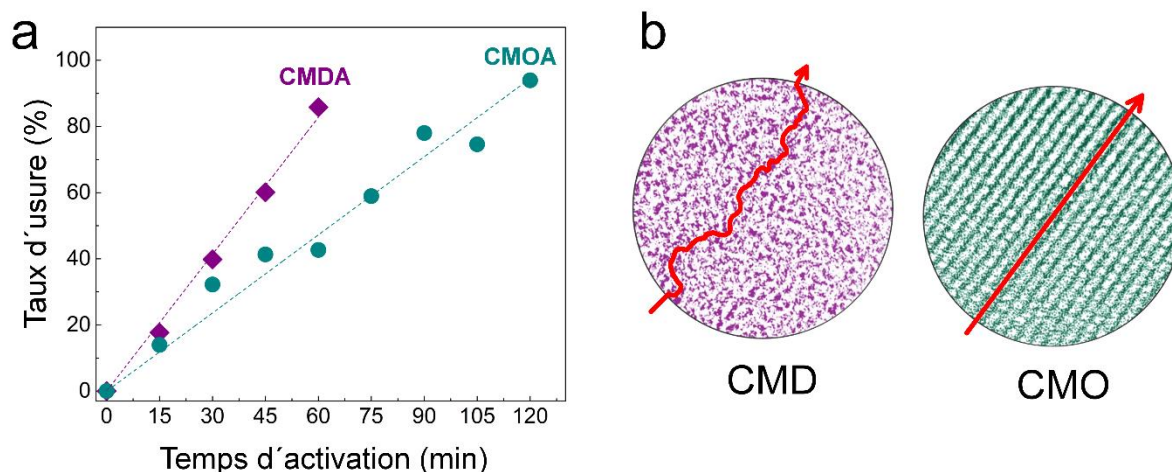 a
CMDA
CMOA
100
80
60
40
20
0
Taux d´usure (%)
0 15 30 45 60 75 90 105 120
Temps d´activation (min)
b
CMD
CMO